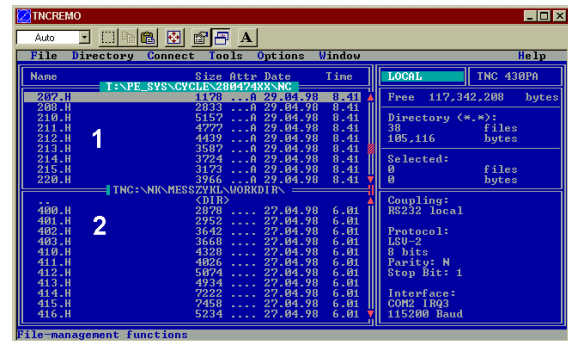 TNCREMO
Auto
File Directory Connect Tools Options Window Help
Name Size Attr Date Time
T:\PE_SYS\CYCLE\280474XX\NC
207.H 1178 ...A 29.04.98 8.41
208.H 2833 ...A 29.04.98 8.41
210.H 5157 ...A 29.04.98 8.41
211.H 4777 ...A 29.04.98 8.41
212.H 4439 ...A 29.04.98 8.41
213.H 3587 ...A 29.04.98 8.41
214.H 3724 ...A 29.04.98 8.41
215.H 3173 ...A 29.04.98 8.41
220.H 3966 ...A 29.04.98 8.41
1
TNC:\NK\MESSZYKL\WORKDIR\
.. <DIR>
400.H 2878 .... 27.04.98 6.01
401.H 2952 .... 27.04.98 6.01
402.H 3642 .... 27.04.98 6.01
403.H 3668 .... 27.04.98 6.01
410.H 4328 .... 27.04.98 6.01
411.H 4026 .... 27.04.98 6.01
412.H 5074 .... 27.04.98 6.01
413.H 4934 .... 27.04.98 6.01
414.H 7222 .... 27.04.98 6.01
415.H 7458 .... 27.04.98 6.01
416.H 5234 .... 27.04.98 6.01
2
LOCAL TNC 430PA
Free 117,342,208 bytes
Directory (*.*):
38 files
105,116 bytes
Selected:
0 files
0 bytes
Coupling:
RS232 local
Protocol:
LSV-2
8 bits
Parity: N
Stop Bit: 1
Interface:
COM2 IRQ3
115200 Baud
File-management functions